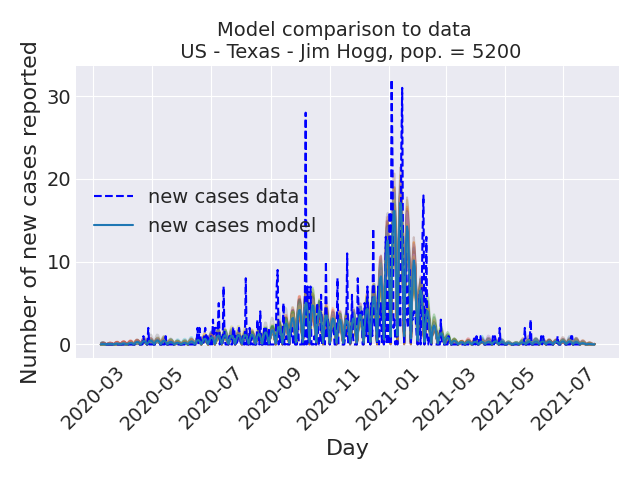 Model comparison to data
US - Texas - Jim Hogg, pop. = 5200
Number of new cases reported
30
20
10
0
new cases data
new cases model
2020-03
2020-05
2020-07
2020-09
2020-11
2021-01
2021-03
2021-05
2021-07
Day